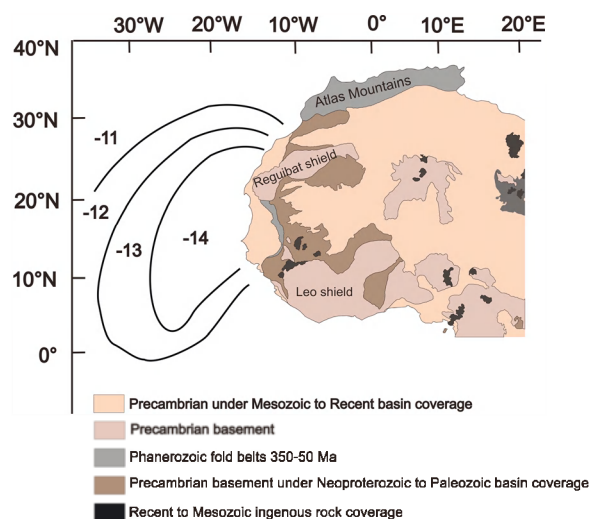 30°W 20°W 10°W 0° 10°E 20°E
40°N
Atlas Mountains
30°N
-11
Reguibat shield
20°N
-12
-13
-14
10°N
Leo shield
0°
Precambrian under Mesozoic to Recent basin coverage
Precambrian basement
Phanerozoic fold belts 350-50 Ma
Precambrian basement under Neoproterozoic to Paleozoic basin coverage
Recent to Mesozoic ingenous rock coverage